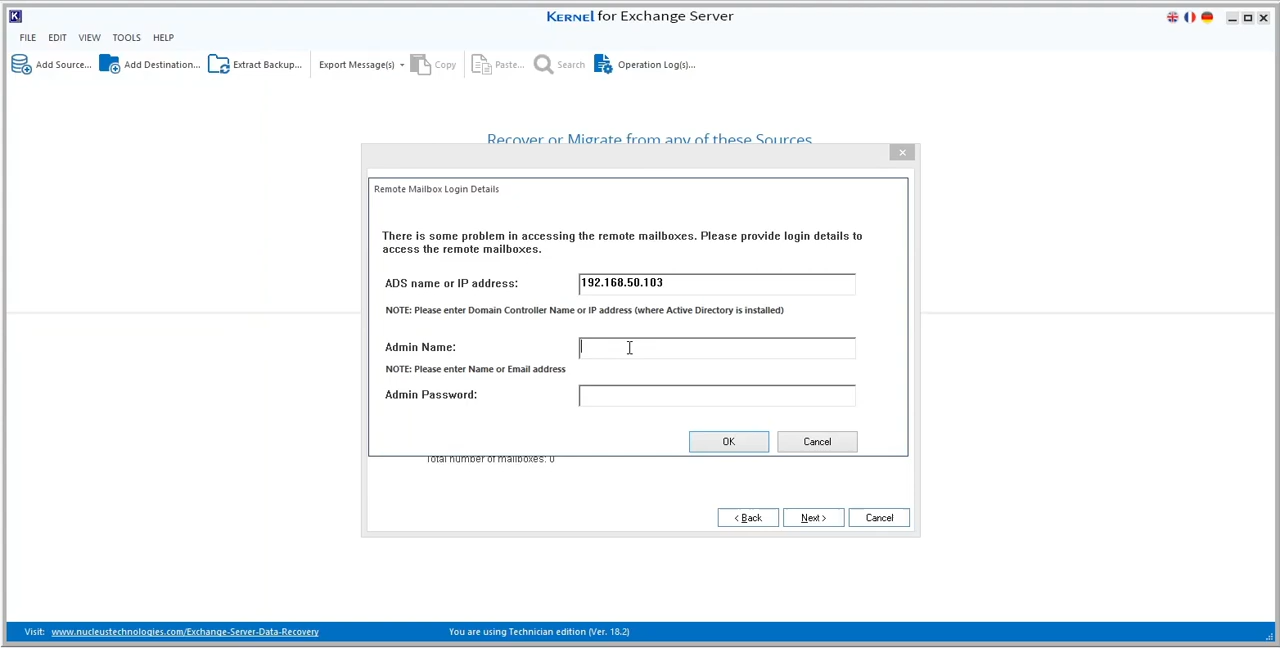 KERNEL for Exchange Server
FILE EDIT VIEW TOOLS HELP
Add Source... Add Destination... Extract Backup... Export Message(s) Copy Paste... Search Operation Log(s)...
Recover or Migrate from any of these Sources
Remote Mailbox Login Details
There is some problem in accessing the remote mailboxes. Please provide login details to
access the remote mailboxes.
ADS name or IP address: 192.168.50.103
NOTE: Please enter Domain Controller Name or IP address (where Active Directory is installed)
Admin Name:
NOTE: Please enter Name or Email address
Admin Password:
OK Cancel
Total number of mailboxes: 0
< Back Next > Cancel
Visit: www.nucleustechnologies.com/Exchange-Server-Data-Recovery You are using Technician edition (Ver. 18.2)